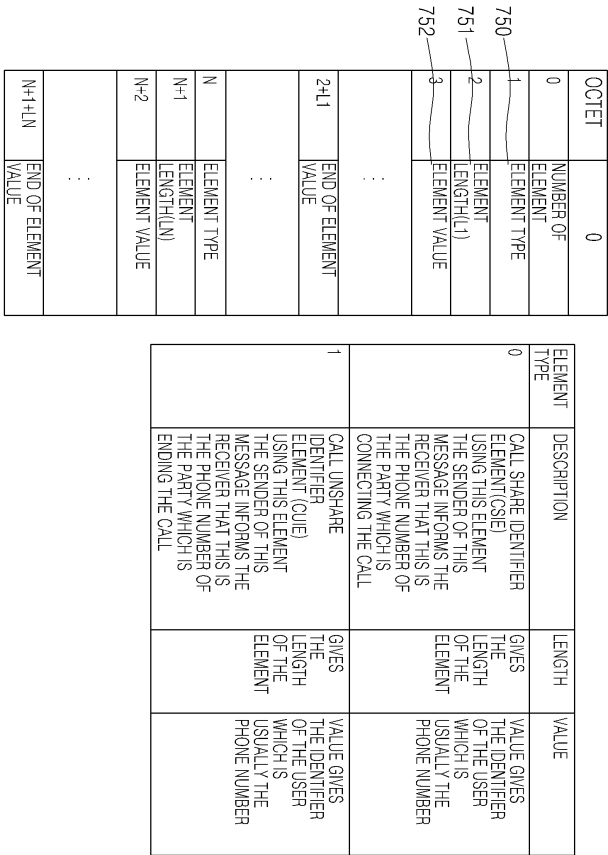 OCTET
0
0
NUMBER OF
ELEMENT
750
1
ELEMENT TYPE
751
2
ELEMENT
LENGTH(L1)
752
3
ELEMENT VALUE
. . .
2+L1
END OF ELEMENT
VALUE
. . .
N
ELEMENT TYPE
N+1
ELEMENT
LENGTH(LN)
N+2
ELEMENT VALUE
. . .
N+1+LN
END OF ELEMENT
VALUE
ELEMENT
TYPE
DESCRIPTION
LENGTH
VALUE
0
CALL SHARE IDENTIFIER
ELEMENT(CSIE)
USING THIS ELEMENT
THE SENDER OF THIS
MESSAGE INFORMS THE
RECEIVER THAT THIS IS
THE PHONE NUMBER OF
THE PARTY WHICH IS
CONNECTING THE CALL
GIVES
THE
LENGTH
OF THE
ELEMENT
VALUE GIVES
THE IDENTIFIER
OF THE USER
WHICH IS
USUALLY THE
PHONE NUMBER
1
CALL UNSHARE
IDENTIFIER
ELEMENT (CUIE)
USING THIS ELEMENT
THE SENDER OF THIS
MESSAGE INFORMS THE
RECEIVER THAT THIS IS
THE PHONE NUMBER OF
THE PARTY WHICH IS
ENDING THE CALL
GIVES
THE
LENGTH
OF THE
ELEMENT
VALUE GIVES
THE IDENTIFIER
OF THE USER
WHICH IS
USUALLY THE
PHONE NUMBER